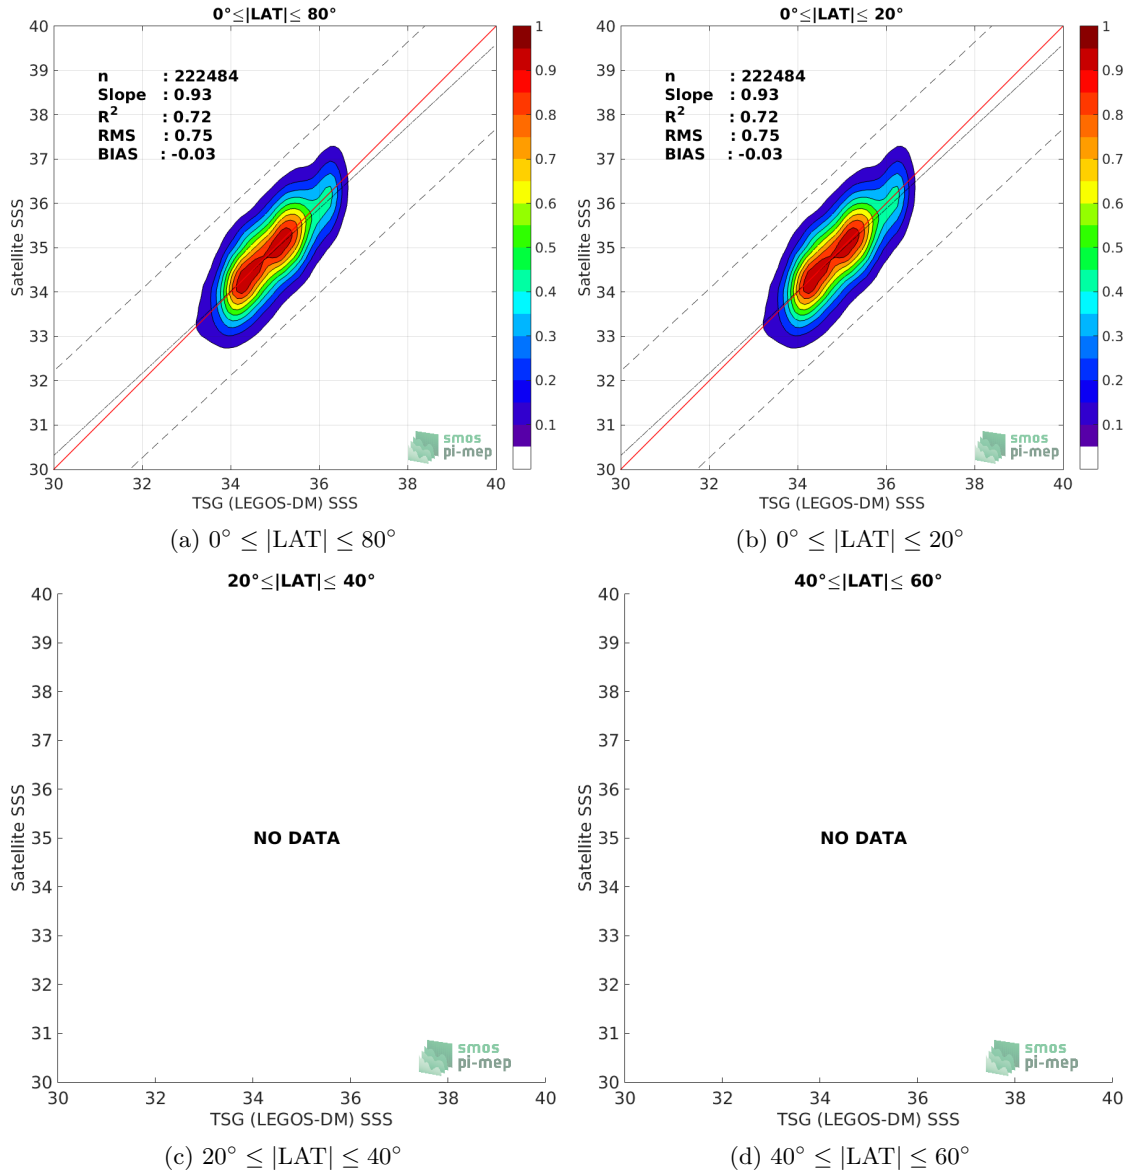 0°≤|LAT|≤ 80°
40
39
38
37
36
35
34
33
32
31
30
Satellite SSS
n : 222484
Slope : 0.93
R² : 0.72
RMS : 0.75
BIAS : -0.03
1
0.9
0.8
0.7
0.6
0.5
0.4
0.3
0.2
0.1
smos
pi-mep
30 32 34 36 38 40
TSG (LEGOS-DM) SSS
(a) 0° ≤ |LAT| ≤ 80°
0°≤|LAT|≤ 20°
40
39
38
37
36
35
34
33
32
31
30
Satellite SSS
n : 222484
Slope : 0.93
R² : 0.72
RMS : 0.75
BIAS : -0.03
1
0.9
0.8
0.7
0.6
0.5
0.4
0.3
0.2
0.1
smos
pi-mep
30 32 34 36 38 40
TSG (LEGOS-DM) SSS
(b) 0° ≤ |LAT| ≤ 20°
20°≤|LAT|≤ 40°
40
39
38
37
36
35
34
33
32
31
30
Satellite SSS
NO DATA
smos
pi-mep
30 32 34 36 38 40
TSG (LEGOS-DM) SSS
(c) 20° ≤ |LAT| ≤ 40°
40°≤|LAT|≤ 60°
40
39
38
37
36
35
34
33
32
31
30
Satellite SSS
NO DATA
smos
pi-mep
30 32 34 36 38 40
TSG (LEGOS-DM) SSS
(d) 40° ≤ |LAT| ≤ 60°